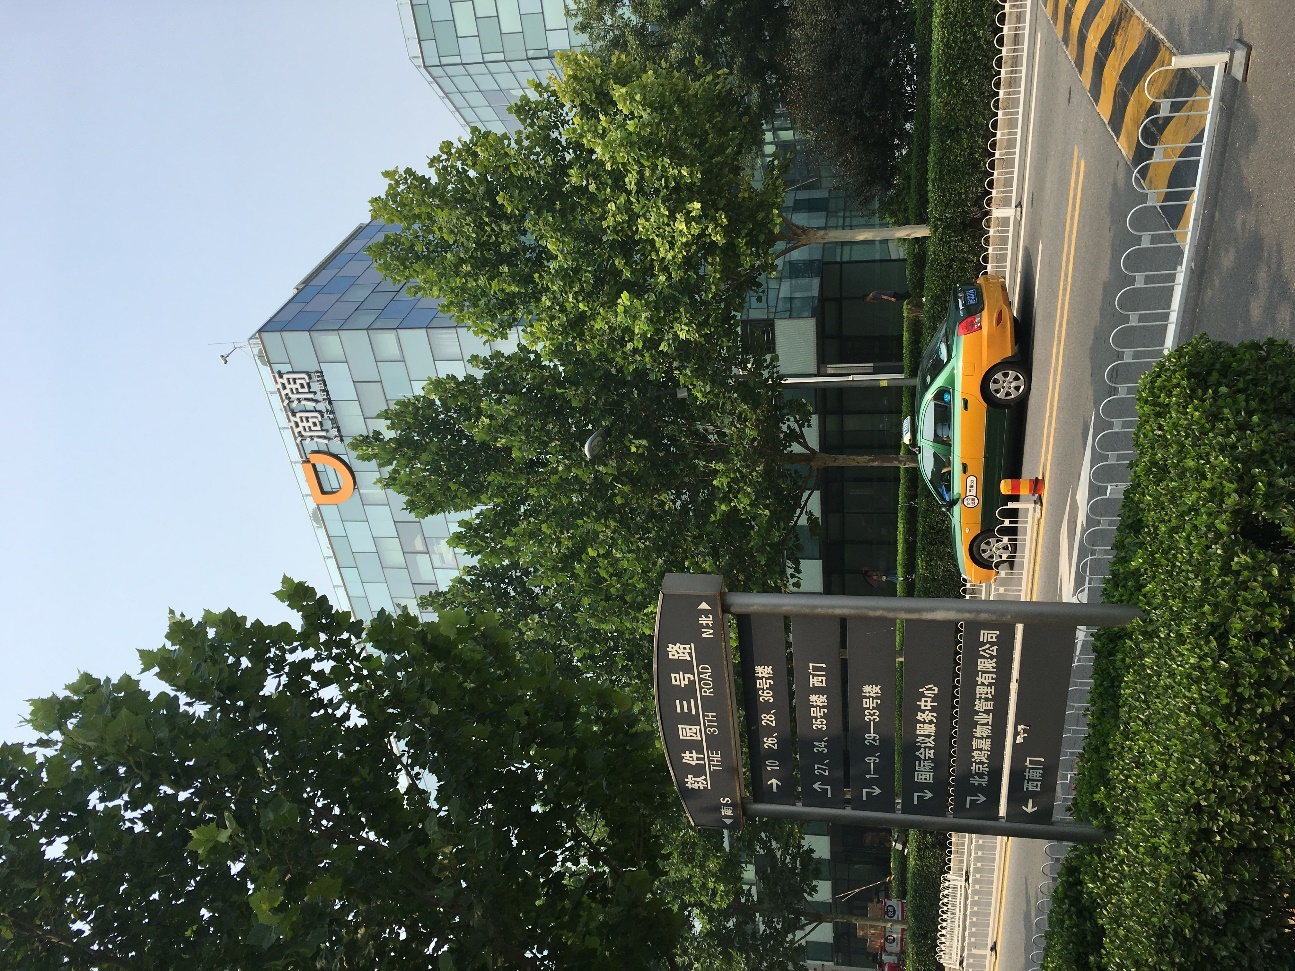 滴滴
软件园三号路
THE 3TH ROAD
◀南S N北▶
→ 10、26、28、36号楼
↰ 27、34、35号楼 西门
↱ 1-9、29-33号楼
↱ 国际会议服务中心
↱ 北京鸿嘉物业管理有限公司
← 西南门